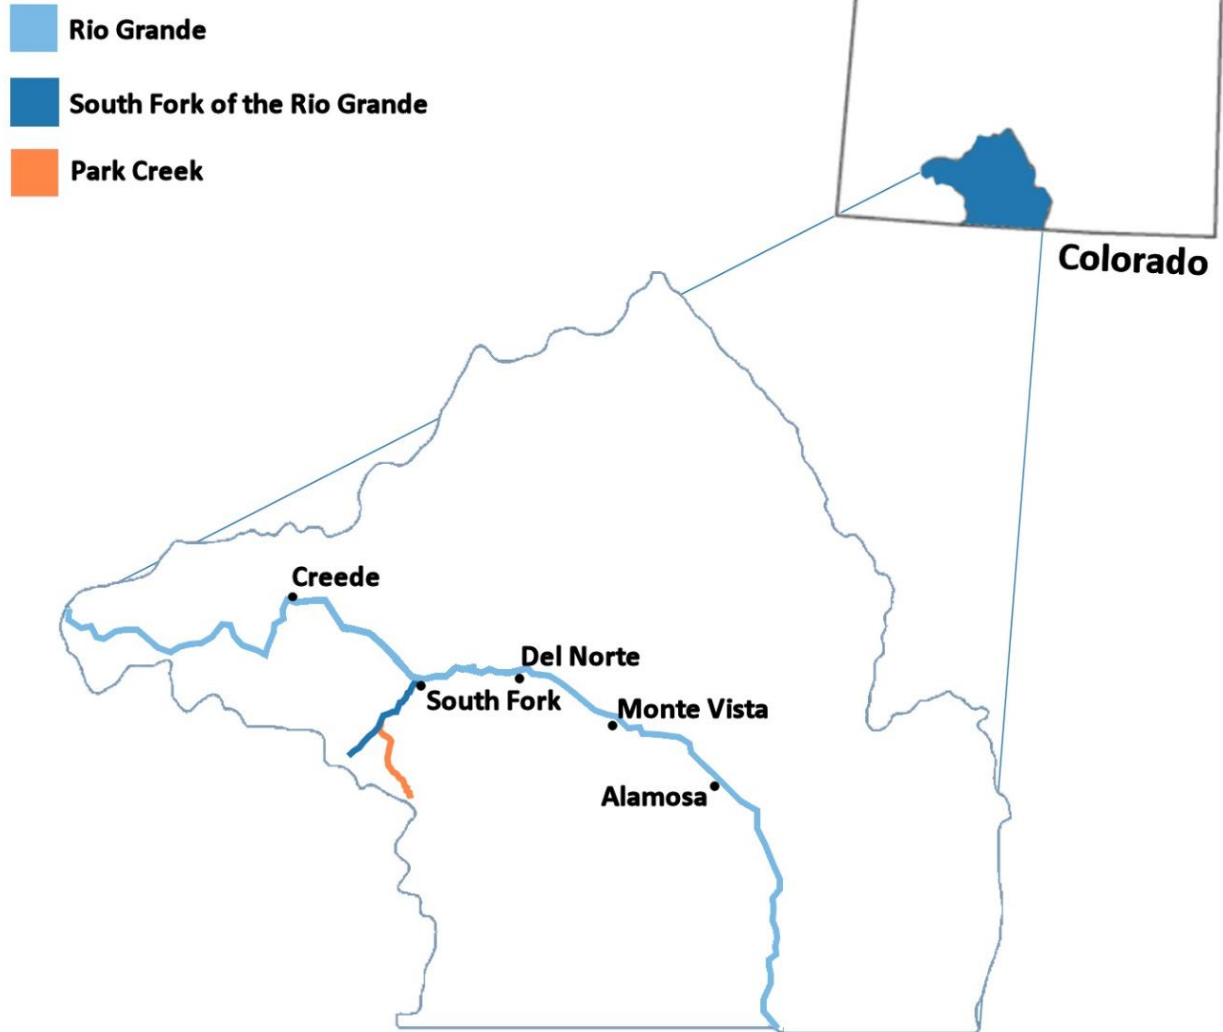 Rio Grande
South Fork of the Rio Grande
Park Creek
Colorado
Creede
Del Norte
South Fork
Monte Vista
Alamosa